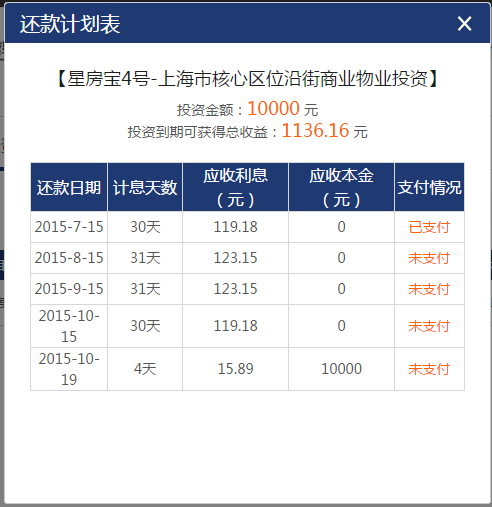 还款计划表
【星房宝4号-上海市核心区位沿街商业物业投资】
投资金额：10000 元
投资到期可获得总收益：1136.16 元
还款日期 计息天数 应收利息（元） 应收本金（元） 支付情况
2015-7-15 30天 119.18 0 已支付
2015-8-15 31天 123.15 0 未支付
2015-9-15 31天 123.15 0 未支付
2015-10-15 30天 119.18 0 未支付
2015-10-19 4天 15.89 10000 未支付